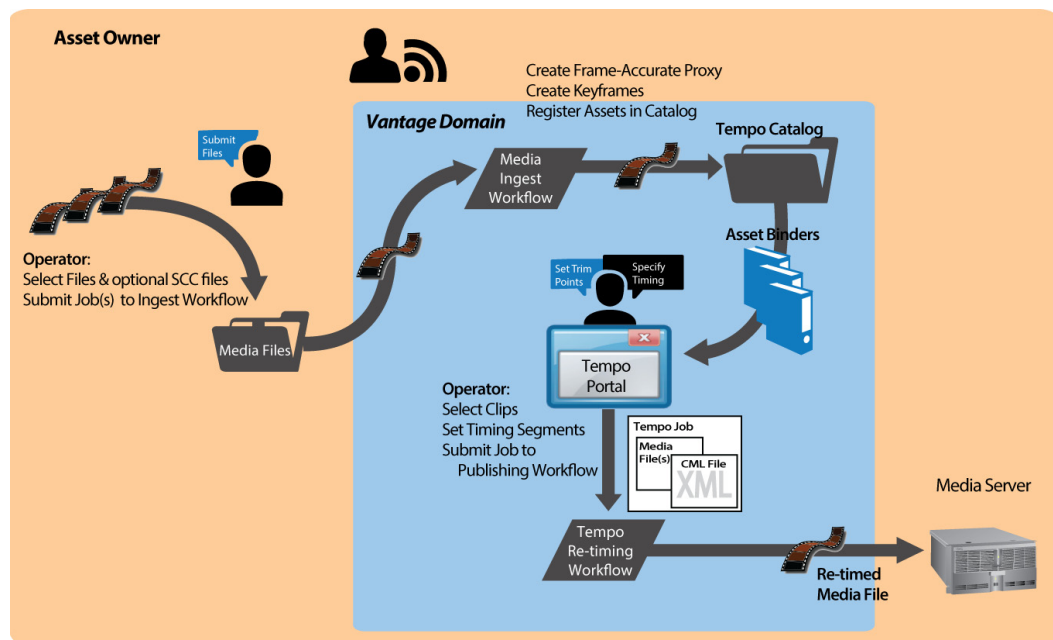 Asset Owner
Create Frame-Accurate Proxy
Create Keyframes
Register Assets in Catalog
Vantage Domain
Tempo Catalog
Submit
Files
Media
Ingest
Workflow
Operator:
Select Files & optional SCC files
Submit Job(s) to Ingest Workflow
Media Files
Asset Binders
Set Trim
Points
Specify
Timing
Tempo
Portal
Operator:
Select Clips
Set Timing Segments
Submit Job to
Publishing Workflow
Tempo Job
Media
File(s)
CML File
XML
Media Server
Tempo
Re-timing
Workflow
Re-timed
Media File